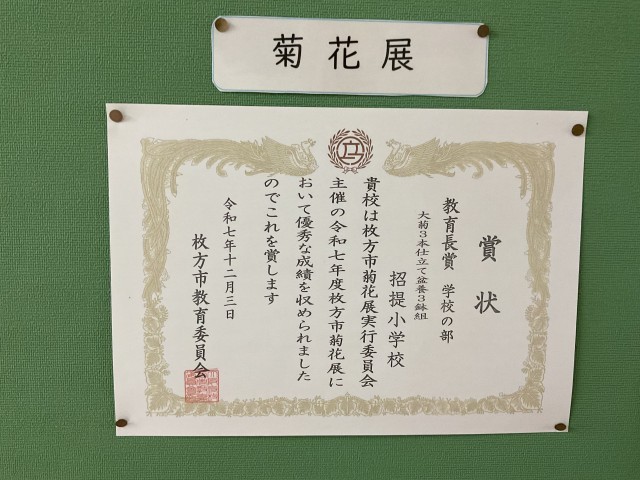 菊花展
賞状
教育長賞 学校の部
大菊3本仕立て盆養3鉢組
招提小学校
貴校は枚方市菊花展実行委員会
主催の令和七年度枚方市菊花展に
おいて優秀な成績を収められました
のでこれを賞します
令和七年十二月三日
枚方市教育委員会